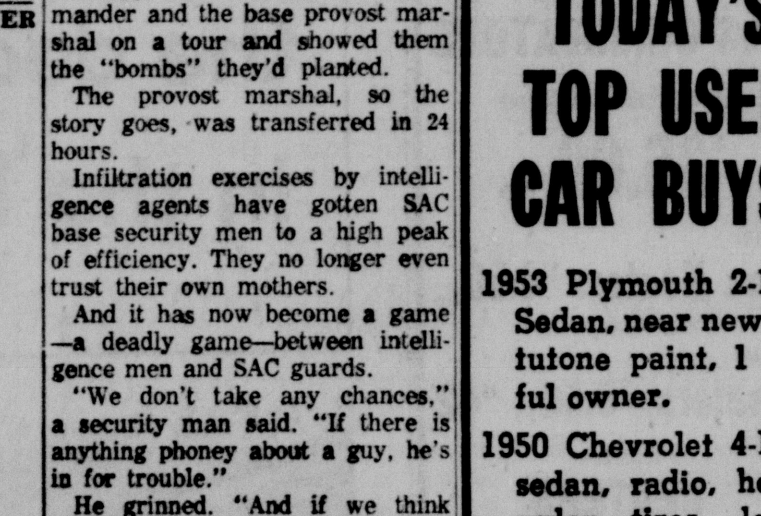 ER
mander and the base provost mar-
shal on a tour and showed them
the "bombs" they'd planted.
The provost marshal, so the
story goes, was transferred in 24
hours.
Infiltration exercises by intelli-
gence agents have gotten SAC
base security men to a high peak
of efficiency. They no longer even
trust their own mothers.
And it has now become a game
—a deadly game—between intelli-
gence men and SAC guards.
"We don't take any chances,"
a security man said. "If there is
anything phoney about a guy, he's
in for trouble."
He grinned. "And if we think
TODAY'S
TOP USE
CAR BUYS
1953 Plymouth 2-
Sedan, near new
tutone paint, 1
ful owner.
1950 Chevrolet 4-
sedan, radio,